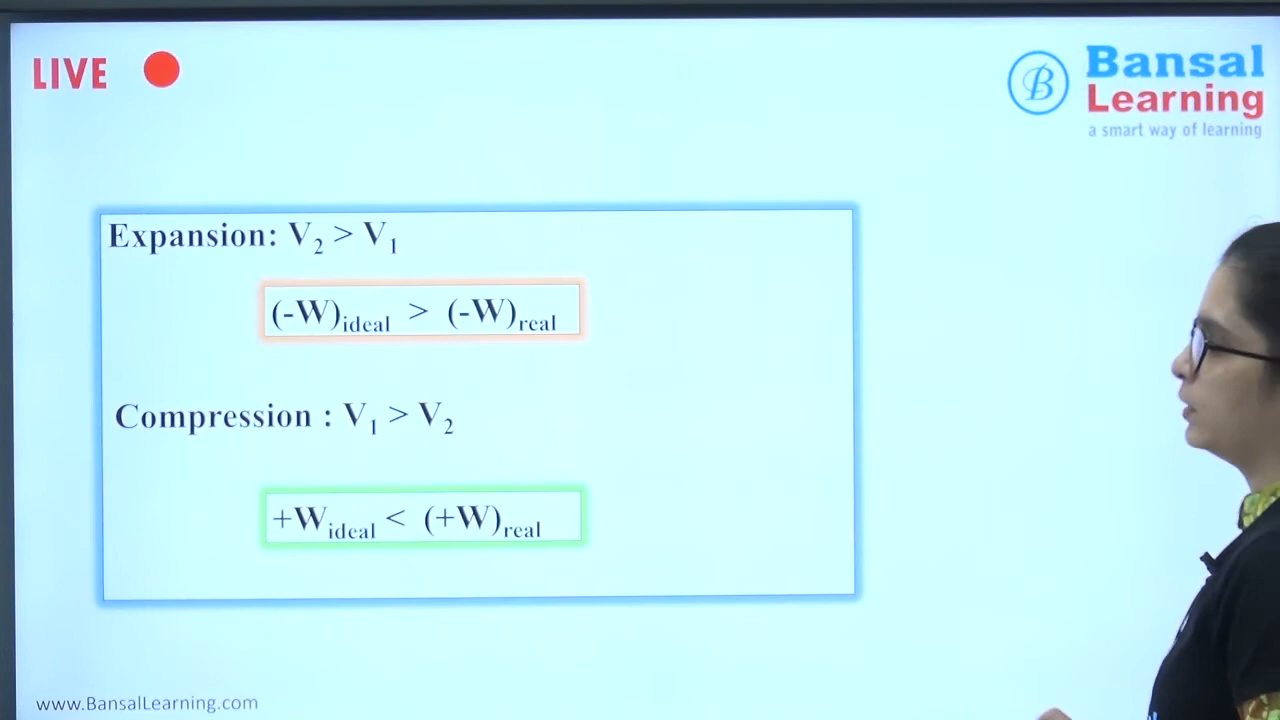 LIVE
Bansal
Learning
a smart way of learning
Expansion: V₂ > V₁
(-W)ideal > (-W)real
Compression : V₁ > V₂
+Wideal < (+W)real
www.BansalLearning.com